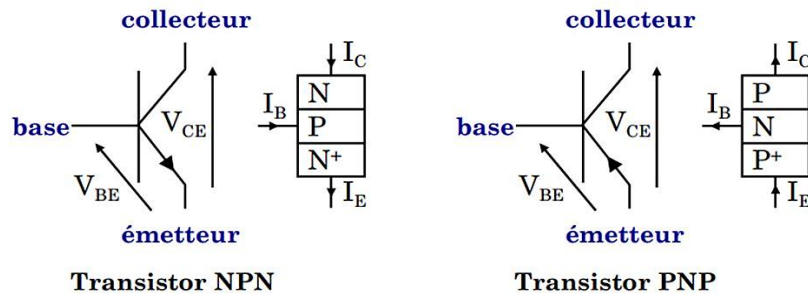 collecteur
I_C
N
I_B
base
V_CE
P
N⁺
V_BE
I_E
émetteur
Transistor NPN
collecteur
I_C
P
I_B
base
V_CE
N
P⁺
V_BE
I_E
émetteur
Transistor PNP